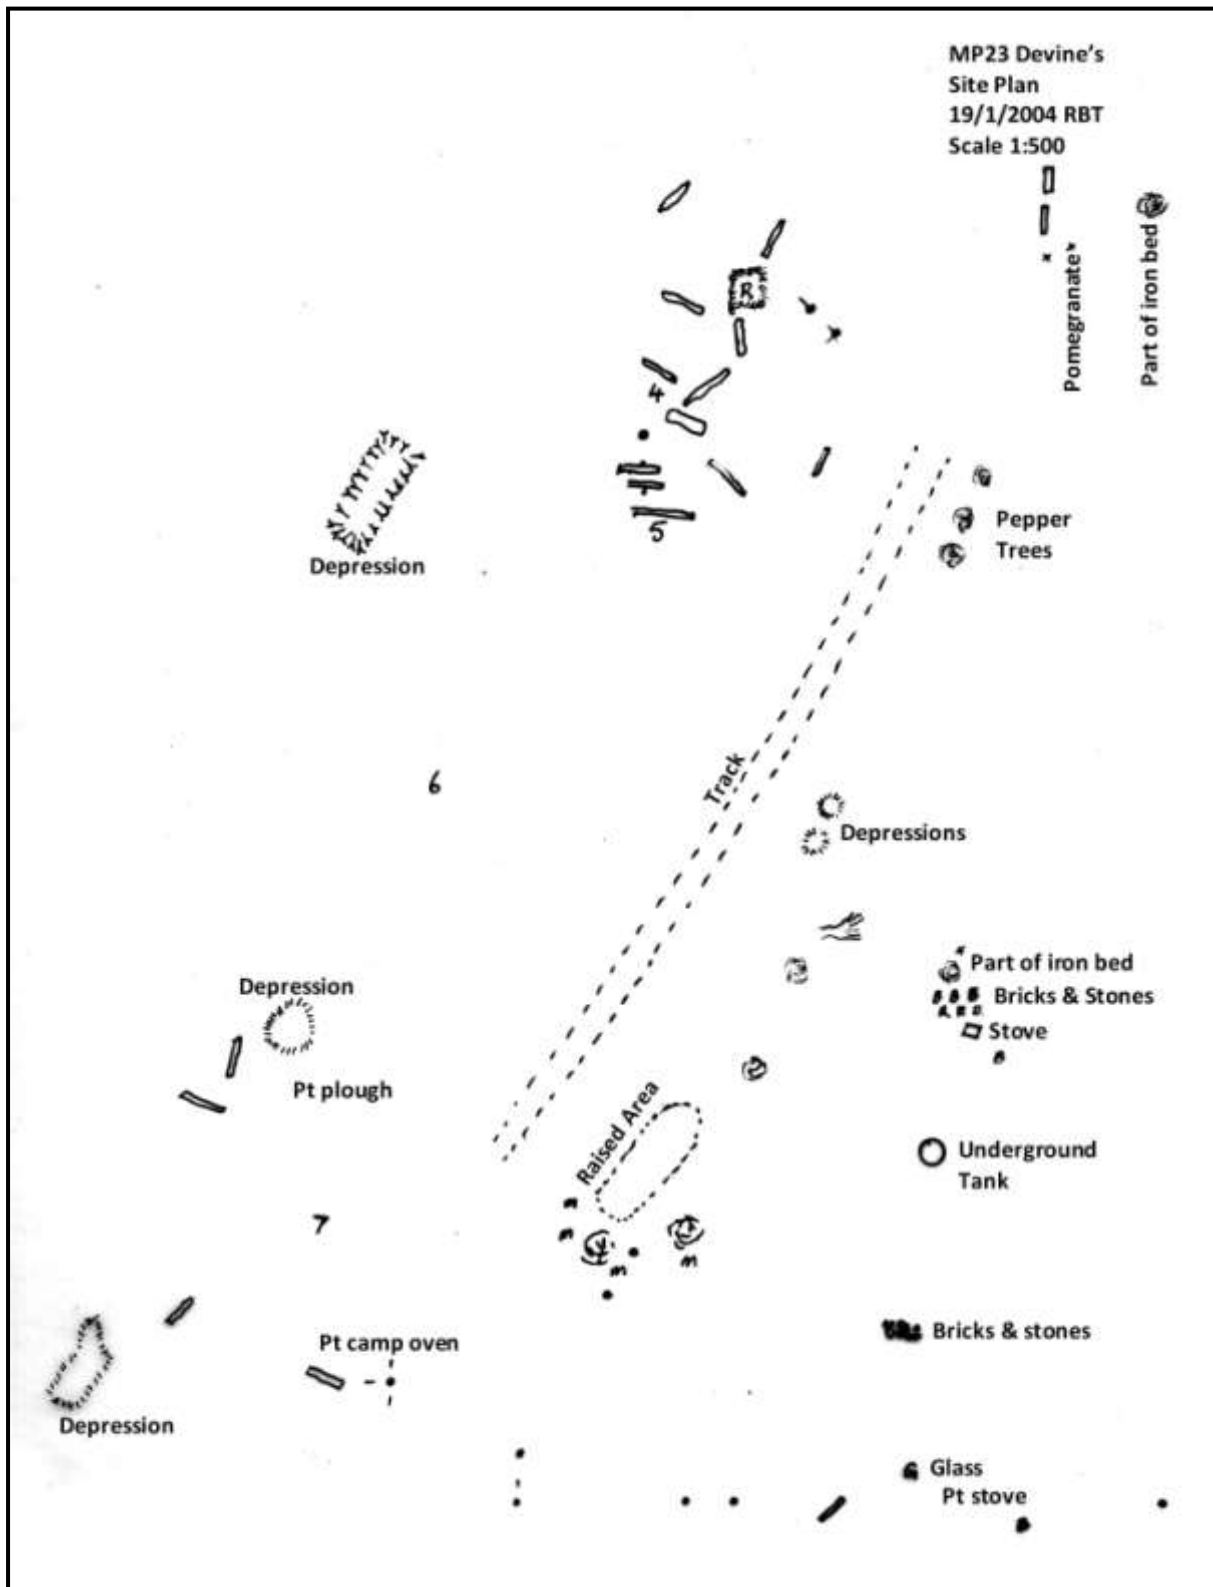 MP23 Devine's
Site Plan
19/1/2004 RBT
Scale 1:500
Pomegranate
Part of iron bed
R
4
5
Depression
Pepper
Trees
Track
6
Depressions
Part of iron bed
Bricks & Stones
Stove
Depression
Pt plough
Raised Area
Underground
Tank
7
m
m
m
m
Pt camp oven
Bricks & stones
Depression
Glass
Pt stove